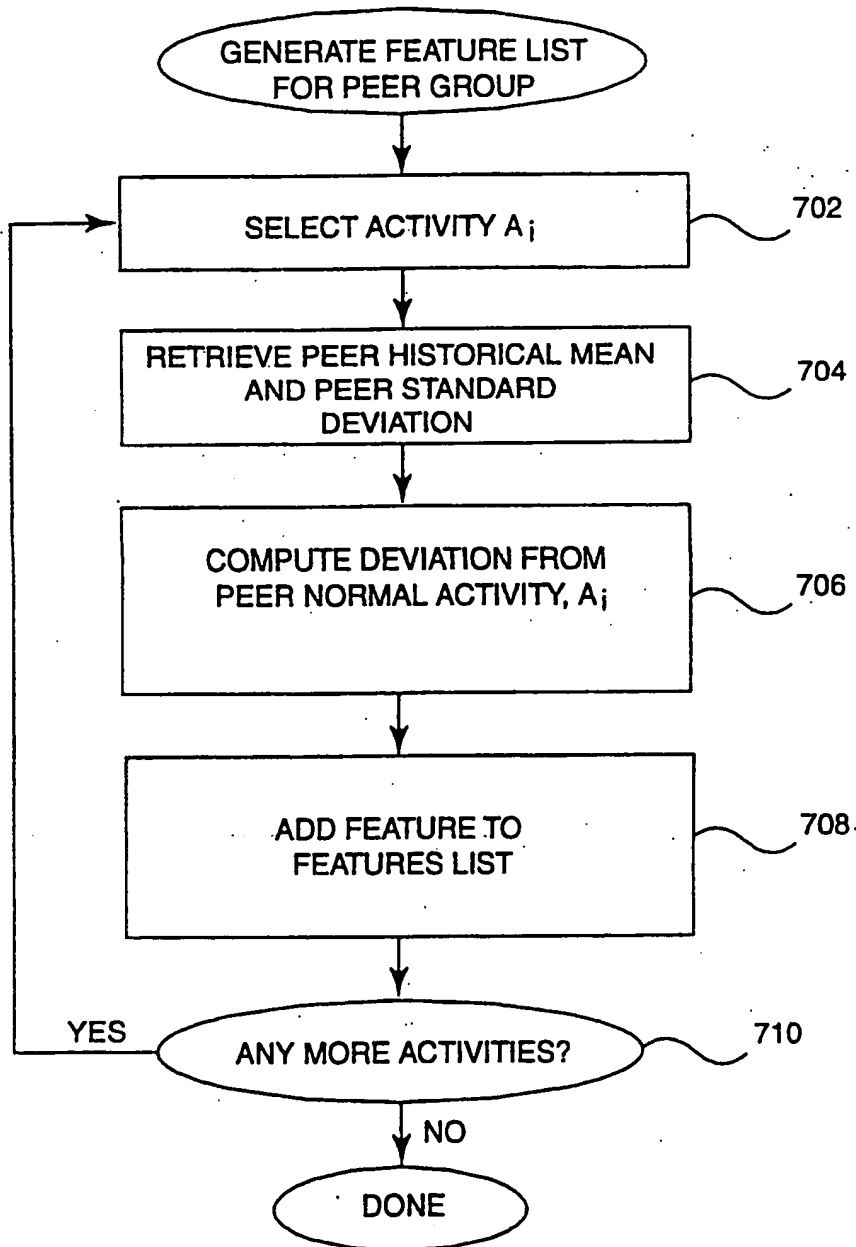 GENERATE FEATURE LIST
FOR PEER GROUP
SELECT ACTIVITY Ai
702
RETRIEVE PEER HISTORICAL MEAN
AND PEER STANDARD
DEVIATION
704
COMPUTE DEVIATION FROM
PEER NORMAL ACTIVITY, Ai
706
ADD FEATURE TO
FEATURES LIST
708
YES
ANY MORE ACTIVITIES?
710
NO
DONE